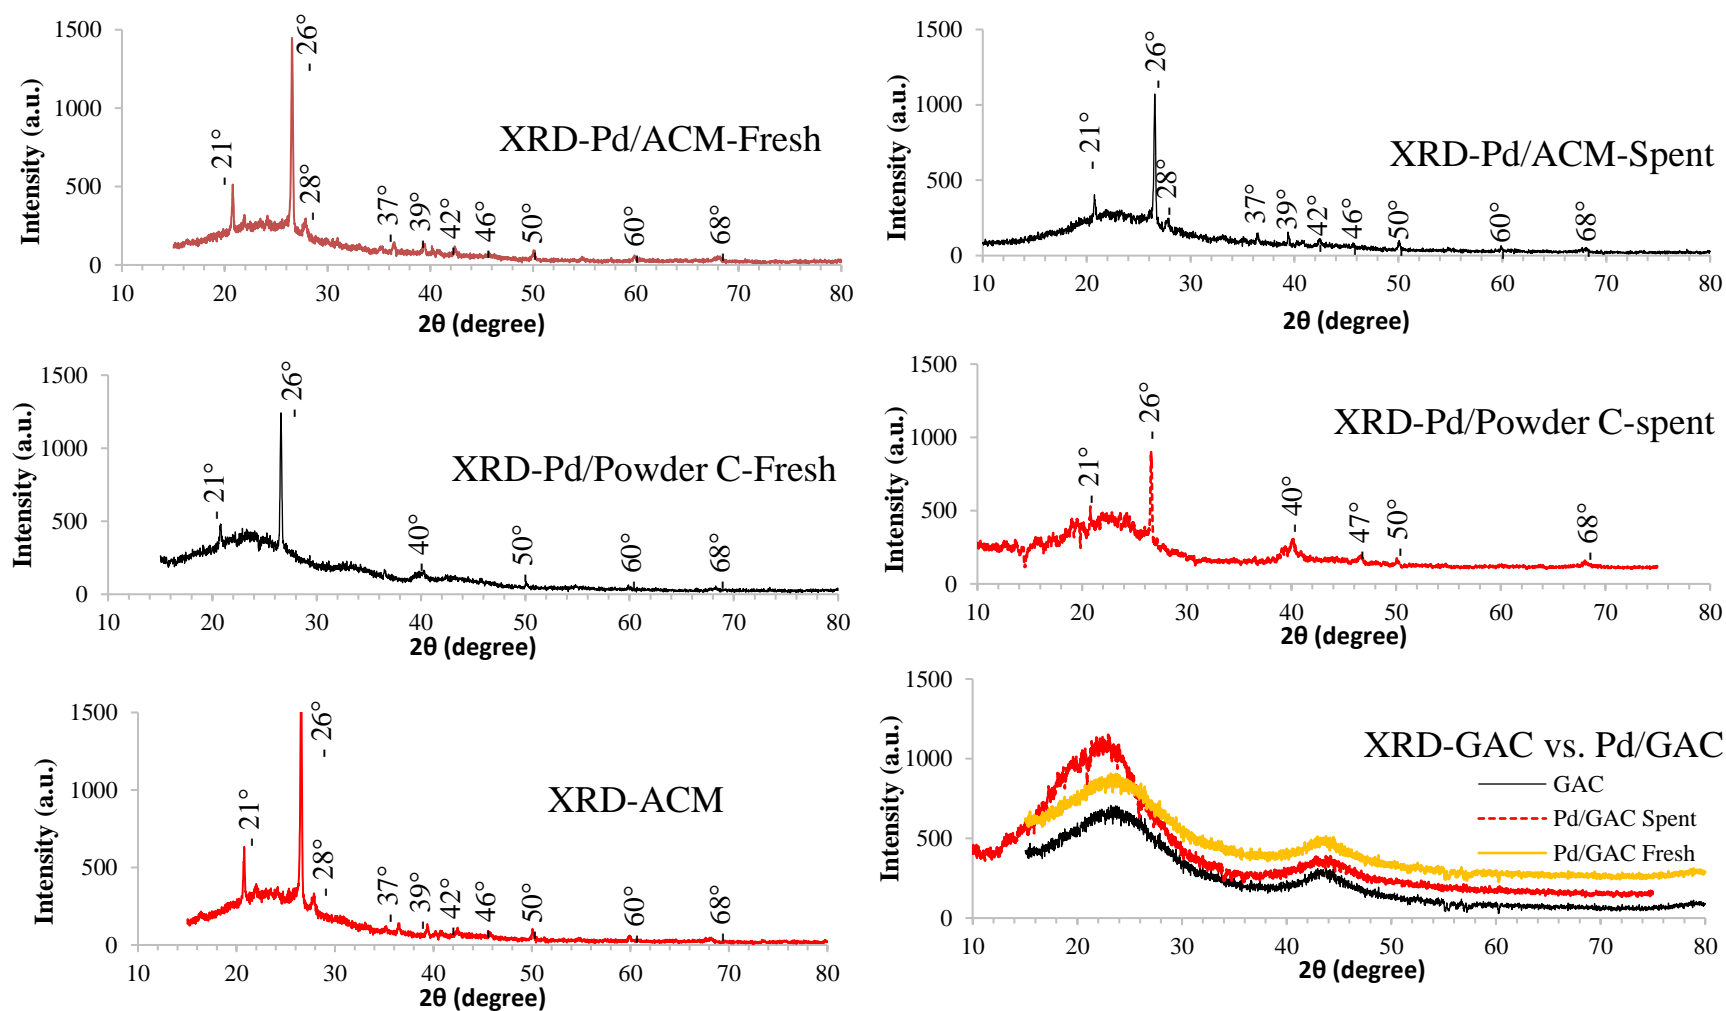 XRD-Pd/ACM-Fresh
Intensity (a.u.)
1500
1000
500
0
21°
26°
28°
37°
39°
42°
46°
50°
60°
68°
10 20 30 40 50 60 70 80
2θ (degree)
XRD-Pd/ACM-Spent
Intensity (a.u.)
1500
1000
500
0
21°
26°
28°
37°
39°
42°
46°
50°
60°
68°
10 20 30 40 50 60 70 80
2θ (degree)
XRD-Pd/Powder C-Fresh
Intensity (a.u.)
1500
1000
500
0
21°
26°
40°
50°
60°
68°
10 20 30 40 50 60 70 80
2θ (degree)
XRD-Pd/Powder C-spent
Intensity (a.u.)
1500
1000
500
0
21°
26°
40°
47°
50°
68°
10 20 30 40 50 60 70 80
2θ (degree)
XRD-ACM
Intensity (a.u.)
1500
1000
500
0
21°
26°
28°
37°
39°
42°
46°
50°
60°
68°
10 20 30 40 50 60 70 80
2θ (degree)
XRD-GAC vs. Pd/GAC
GAC
Pd/GAC Spent
Pd/GAC Fresh
Intensity (a.u.)
1500
1000
500
0
10 20 30 40 50 60 70 80
2θ (degree)